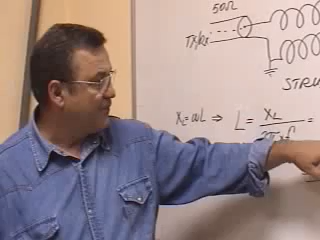 50Ω
TX/RX
STRU
X_L = ωL ⇒ L = X_L / 2π·f =